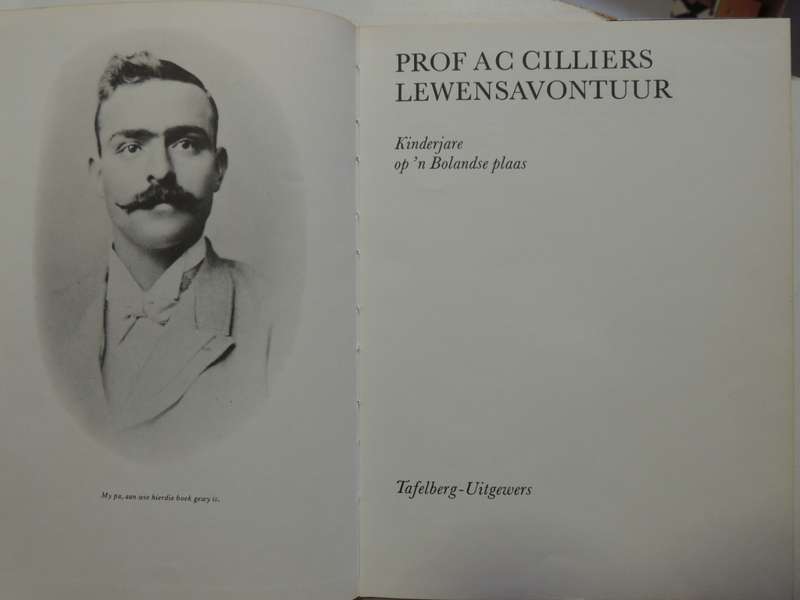 My pa, aan wie hierdie boek gewy is.
PROF A C CILLIERS
LEWENSAVONTUUR
Kinderjare
op 'n Bolandse plaas
Tafelberg-Uitgewers